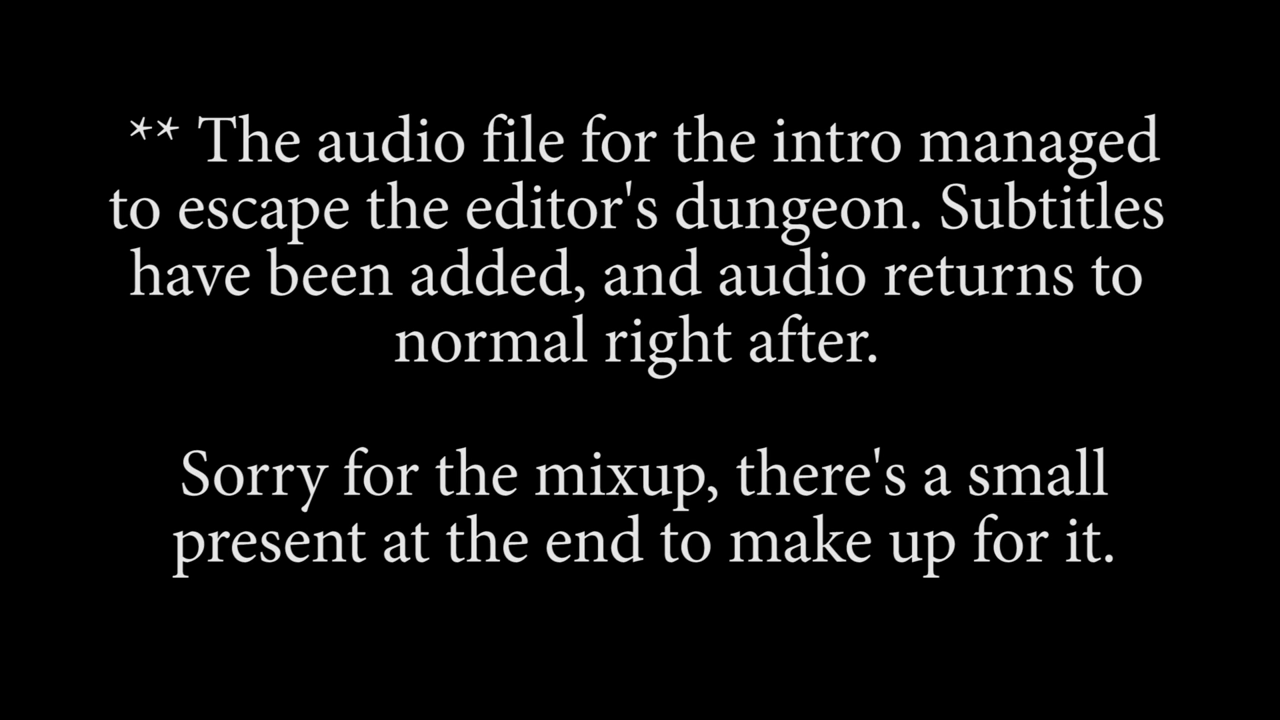 ** The audio file for the intro managed
to escape the editor's dungeon. Subtitles
have been added, and audio returns to
normal right after.
Sorry for the mixup, there's a small
present at the end to make up for it.